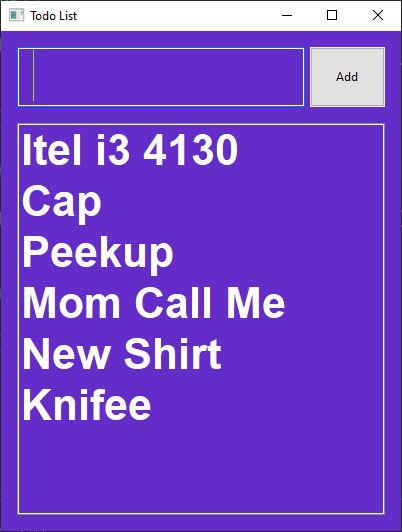 Todo List
Add
Itel i3 4130
Cap
Peekup
Mom Call Me
New Shirt
Knifee